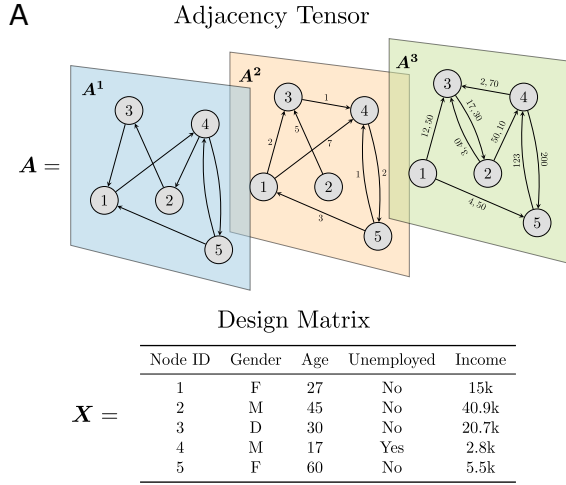 A
Adjacency Tensor
A =
A¹
3
4
1
2
5
A²
1
3
4
2
5
7
1
2
1
2
3
5
A³
2, 70
3
4
12, 50
17, 30
3, 40
50, 10
123
200
1
2
4, 50
5
Design Matrix
X =
Node ID Gender Age Unemployed Income
1 F 27 No 15k
2 M 45 No 40.9k
3 D 30 No 20.7k
4 M 17 Yes 2.8k
5 F 60 No 5.5k